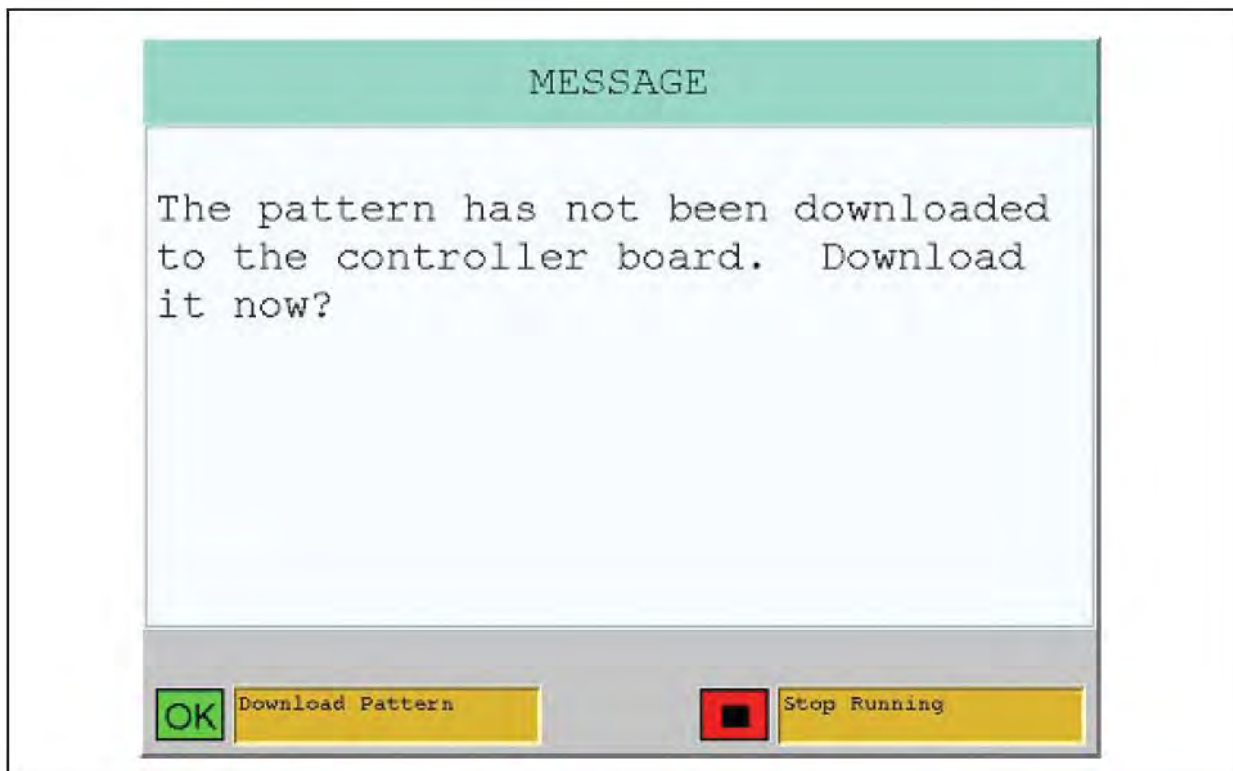 MESSAGE
The pattern has not been downloaded
to the controller board.  Download
it now?
OK Download Pattern
Stop Running